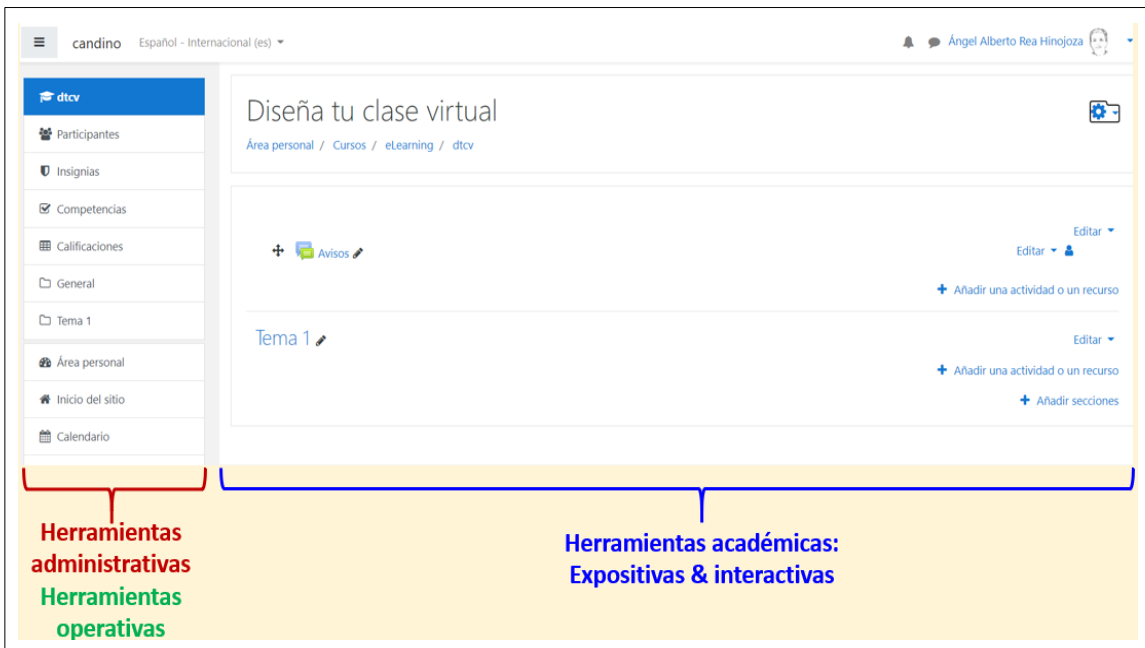 candino Español - Internacional (es)
Ángel Alberto Rea Hinojoza
dtcv
Participantes
Insignias
Competencias
Calificaciones
General
Tema 1
Área personal
Inicio del sitio
Calendario
Diseña tu clase virtual
Área personal / Cursos / eLearning / dtcv
Editar
Avisos
Editar
+ Añadir una actividad o un recurso
Tema 1
Editar
+ Añadir una actividad o un recurso
+ Añadir secciones
Herramientas
administrativas
Herramientas
operativas
Herramientas académicas:
Expositivas & interactivas